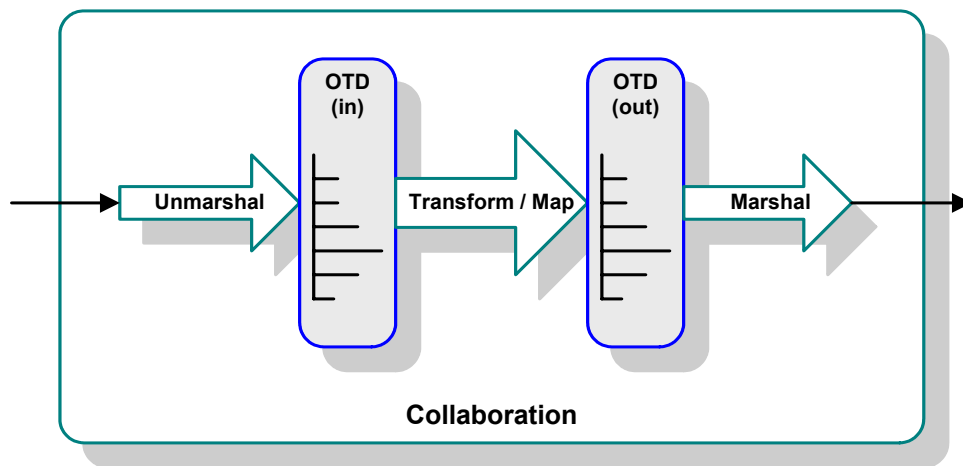 OTD
(in)
OTD
(out)
Unmarshal
Transform / Map
Marshal
Collaboration